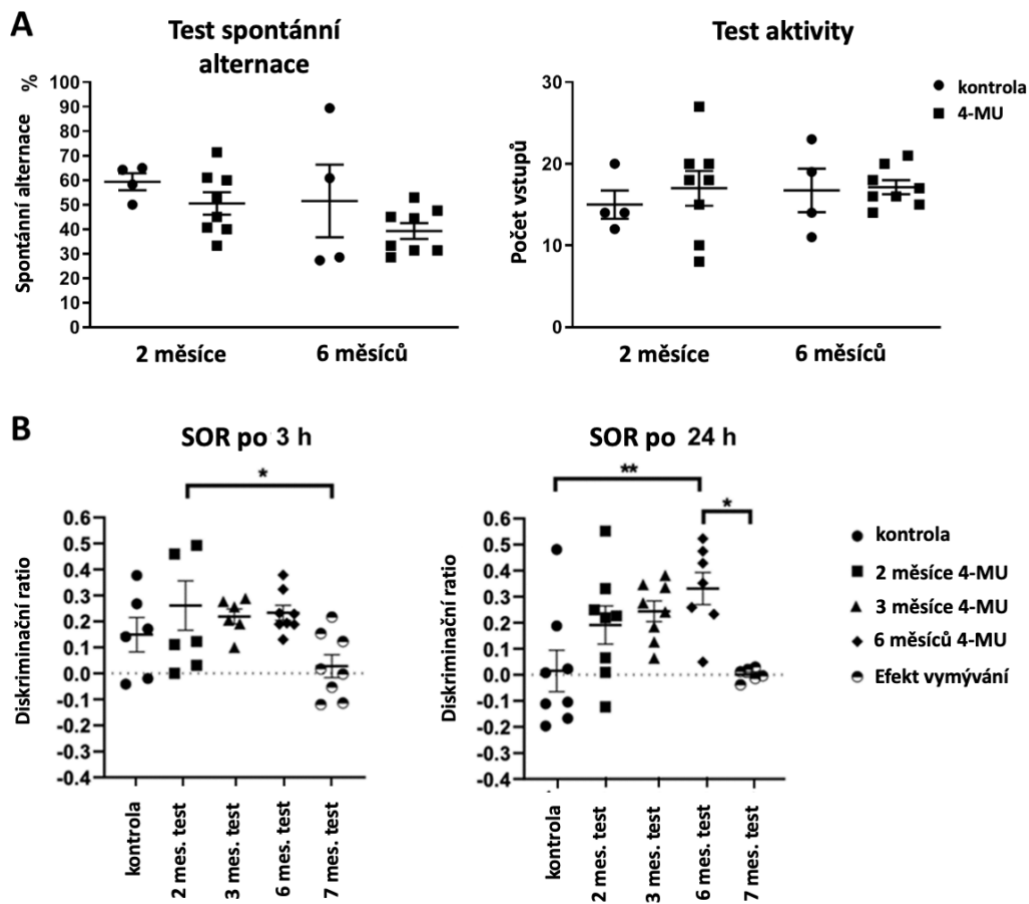 A
Test spontánní
alternace
Spontánní alternace %
100
90
80
70
60
50
40
30
20
10
0
2 měsíce
6 měsíců
Test aktivity
Počet vstupů
30
20
10
0
2 měsíce
6 měsíců
kontrola
4-MU
B
SOR po 3 h
*
Diskriminační ratio
0.6
0.5
0.4
0.3
0.2
0.1
0.0
-0.1
-0.2
-0.3
-0.4
kontrola
2 mes. test
3 mes. test
6 mes. test
7 mes. test
SOR po 24 h
**
*
Diskriminační ratio
0.6
0.5
0.4
0.3
0.2
0.1
0.0
-0.1
-0.2
-0.3
-0.4
kontrola
2 mes. test
3 mes. test
6 mes. test
7 mes. test
kontrola
2 měsíce 4-MU
3 měsíce 4-MU
6 měsíců 4-MU
Efekt vymývání